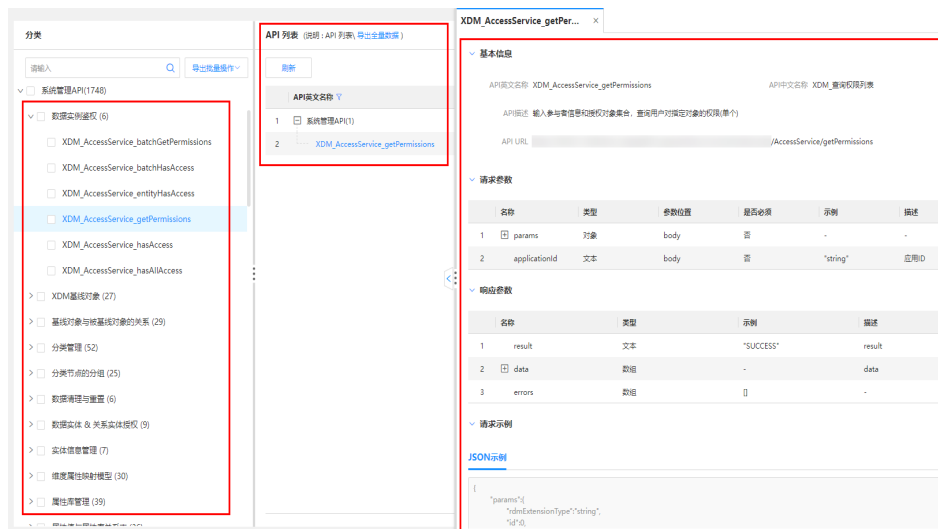 分类
请输入
导出批量操作
系统管理API(1748)
数据实例鉴权 (6)
XDM_AccessService_batchGetPermissions
XDM_AccessService_batchHasAccess
XDM_AccessService_entityHasAccess
XDM_AccessService_getPermissions
XDM_AccessService_hasAccess
XDM_AccessService_hasAllAccess
XDM基线对象 (27)
基线对象与被基线对象的关系 (29)
分类管理 (52)
分类节点的分组 (25)
数据清理与重置 (6)
数据实体 & 关系实体授权 (9)
实体信息管理 (7)
维度属性映射模型 (30)
属性库管理 (39)
API 列表 (说明 : API 列表\ 导出全量数据 )
刷新
API英文名称
1 系统管理API(1)
2 XDM_AccessService_getPermissions
XDM_AccessService_getPer... ×
基本信息
API英文名称 XDM_AccessService_getPermissions API中文名称 XDM_查询权限列表
API描述 输入参与者信息和授权对象集合，查询用户对指定对象的权限(单个)
API URL /AccessService/getPermissions
请求参数
名称 类型 参数位置 是否必须 示例 描述
1 params 对象 body 否 - -
2 applicationId 文本 body 否 "string" 应用ID
响应参数
名称 类型 示例 描述
1 result 文本 "SUCCESS" result
2 data 数组 - data
3 errors 数组 [] -
请求示例
JSON示例
{
"params":{
"rdmExtensionType":"string",
"id":0,